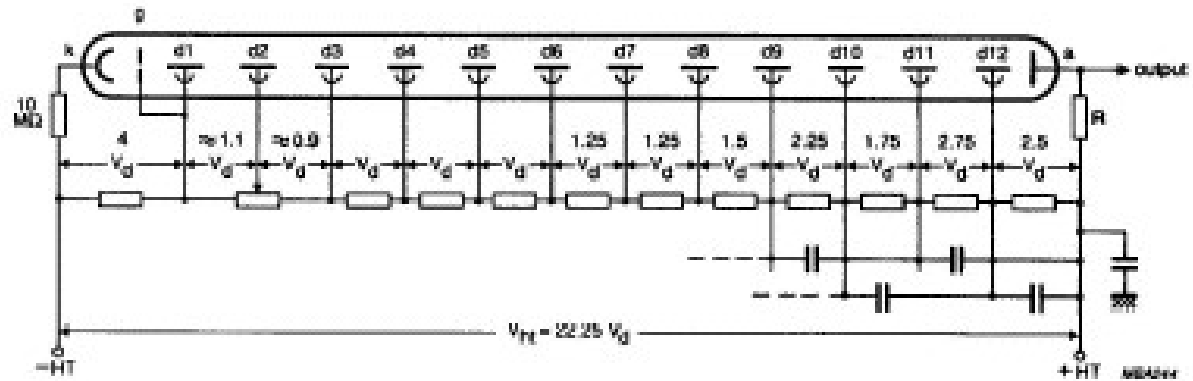 g
k d1 d2 d3 d4 d5 d6 d7 d8 d9 d10 d11 d12 a
output
10 MΩ
R
4 ≈1.1 ≈0.9 1.25 1.25 1.5 2.25 1.75 2.75 2.5
Vd Vd Vd Vd Vd Vd Vd Vd Vd Vd Vd Vd Vd
Vht = 22.25 Vd
−HT
+HT